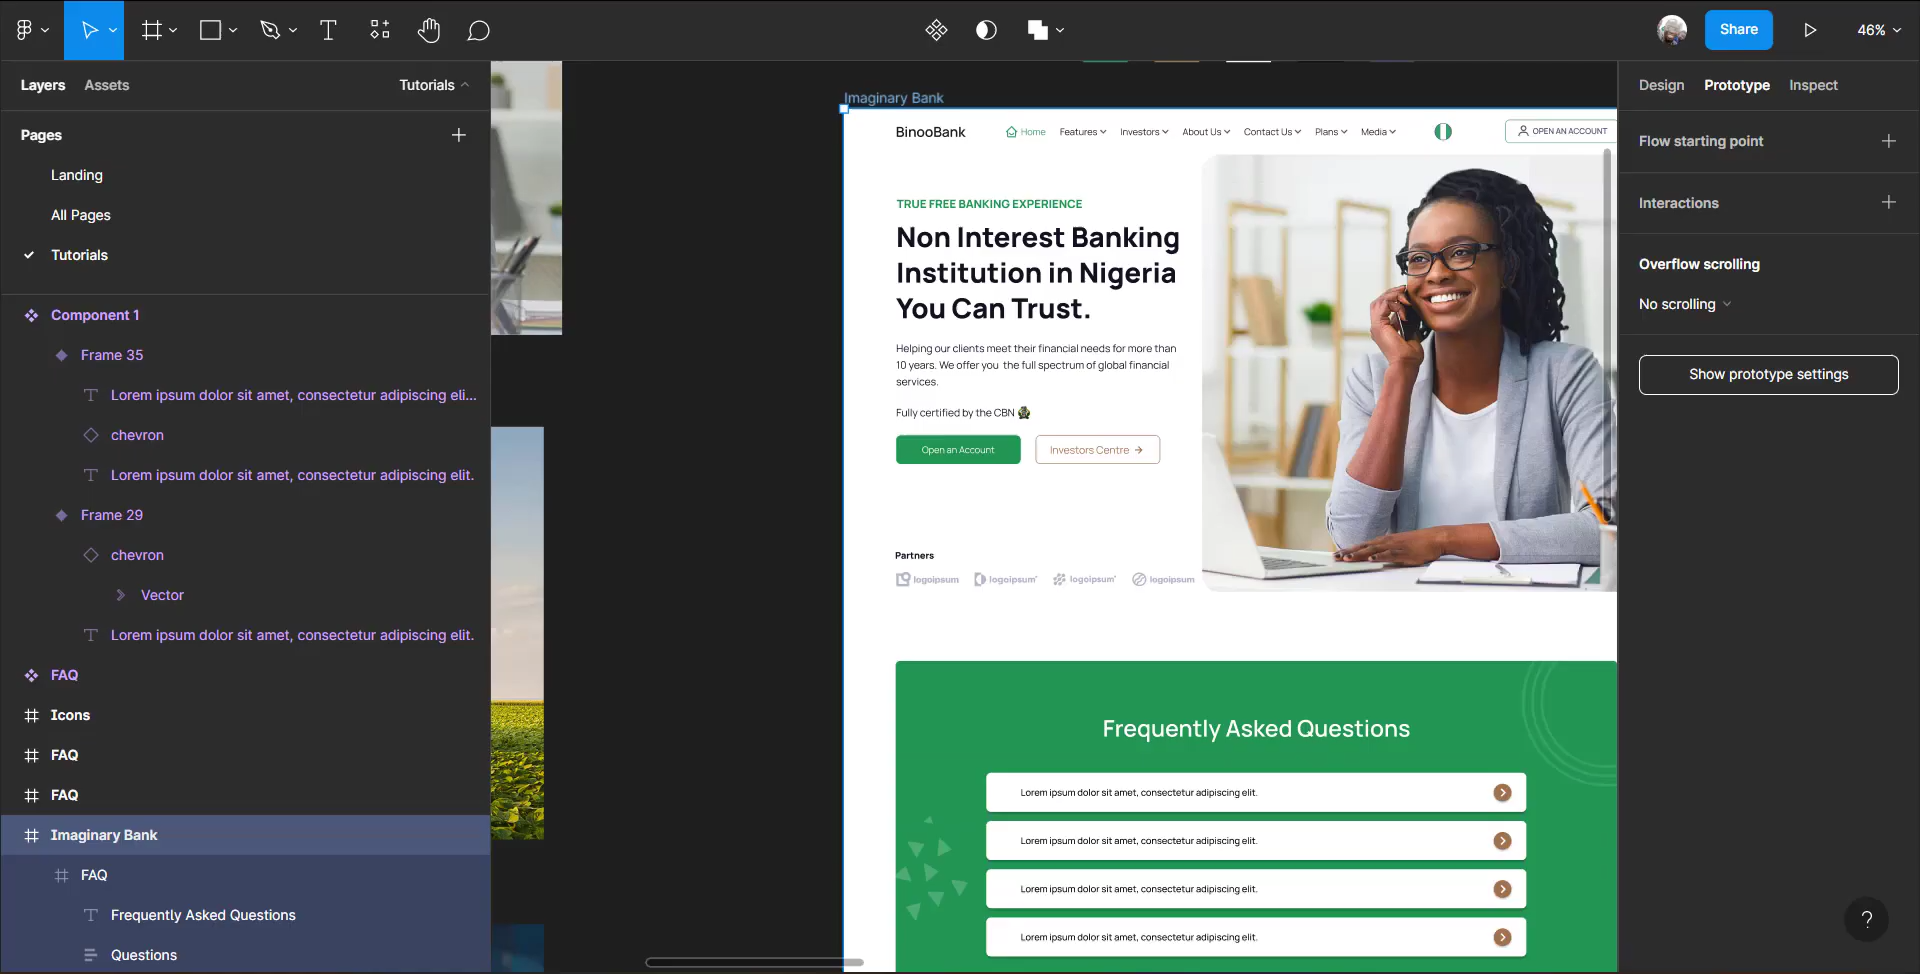 Share
46%
Layers
Assets
Tutorials
Pages
Landing
All Pages
Tutorials
Component 1
Frame 35
Lorem ipsum dolor sit amet, consectetur adipiscing eli...
chevron
Lorem ipsum dolor sit amet, consectetur adipiscing elit.
Frame 29
chevron
Vector
Lorem ipsum dolor sit amet, consectetur adipiscing elit.
FAQ
Icons
FAQ
FAQ
Imaginary Bank
FAQ
Frequently Asked Questions
Questions
Imaginary Bank
BinooBank
Home
Features
Investors
About Us
Contact Us
Plans
Media
OPEN AN ACCOUNT
TRUE FREE BANKING EXPERIENCE
Non Interest Banking
Institution in Nigeria
You Can Trust.
Helping our clients meet their financial needs for more than
10 years. We offer you the full spectrum of global financial
services.
Fully certified by the CBN
Open an Account
Investors Centre
Partners
logoipsum
logoipsum
logoipsum
logoipsum
Frequently Asked Questions
Lorem ipsum dolor sit amet, consectetur adipiscing elit.
Lorem ipsum dolor sit amet, consectetur adipiscing elit.
Lorem ipsum dolor sit amet, consectetur adipiscing elit.
Lorem ipsum dolor sit amet, consectetur adipiscing elit.
Design
Prototype
Inspect
Flow starting point
Interactions
Overflow scrolling
No scrolling
Show prototype settings
?